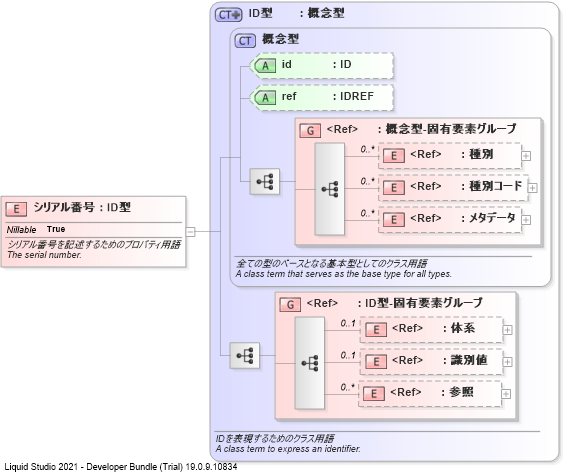 CT ID型 : 概念型
CT 概念型
A id : ID
A ref : IDREF
G <Ref> : 概念型-固有要素グループ
0..* E <Ref> : 種別
0..* E <Ref> : 種別コード
0..* E <Ref> : メタデータ
E シリアル番号 : ID型
Nillable True
シリアル番号を記述するためのプロパティ用語
The serial number.
全ての型のベースとなる基本型としてのクラス用語
A class term that serves as the base type for all types.
G <Ref> : ID型-固有要素グループ
0..1 E <Ref> : 体系
0..1 E <Ref> : 識別値
0..* E <Ref> : 参照
IDを表現するためのクラス用語
A class term to express an identifier.
Liquid Studio 2021 - Developer Bundle (Trial) 19.0.9.10834